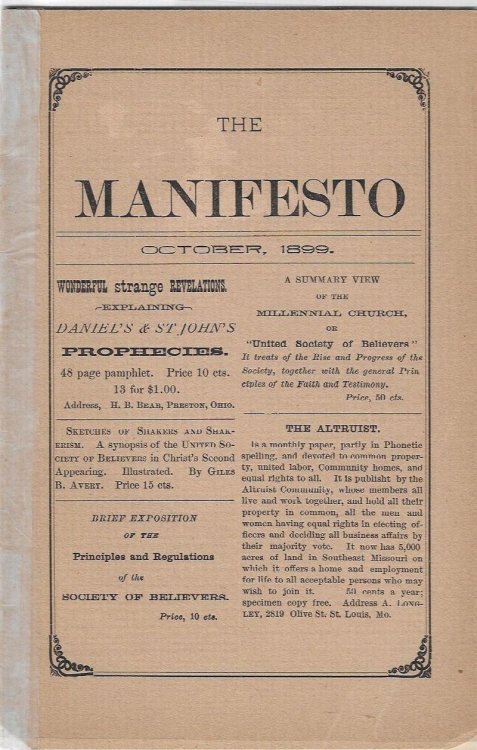 THE
MANIFESTO
OCTOBER, 1899.
WONDERFUL strange REVELATIONS.
EXPLAINING
DANIEL'S & ST JOHN'S
PROPHECIES.
48 page pamphlet. Price 10 cts.
13 for $1.00.
Address, H. B. BEAR, PRESTON, OHIO.
SKETCHES OF SHAKERS AND SHAK-
ERISM. A synopsis of the UNITED SO-
CIETY OF BELIEVERS in Christ's Second
Appearing. Illustrated. By GILES
B. AVERY. Price 15 cts.
BRIEF EXPOSITION
OF THE
Principles and Regulations
of the
SOCIETY OF BELIEVERS.
Price, 10 cts.
A SUMMARY VIEW
OF THE
MILLENNIAL CHURCH,
OR
"United Society of Believers"
It treats of the Rise and Progress of the
Society, together with the general Prin
ciples of the Faith and Testimony.
Price, 50 cts.
THE ALTRUIST.
Is a monthly paper, partly in Phonetic
spelling, and devoted to common proper-
ty, united labor, Community homes, and
equal rights to all. It is publisht by the
Altruist Community, whose members all
live and work together, and hold all their
property in common, all the men and
women having equal rights in electing of-
ficers and deciding all business affairs by
their majority vote. It now has 5,000
acres of land in Southeast Missouri on
which it offers a home and employment
for life to all acceptable persons who may
wish to join it. 50 cents a year;
specimen copy free. Address A. LONG-
LEY, 2819 Olive St. St. Louis, Mo.